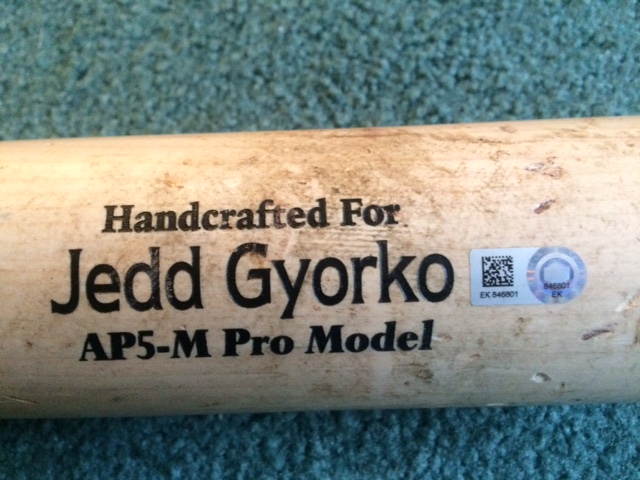 Handcrafted For
Jedd Gyorko
AP5-M Pro Model
EK 846801
846801
EK